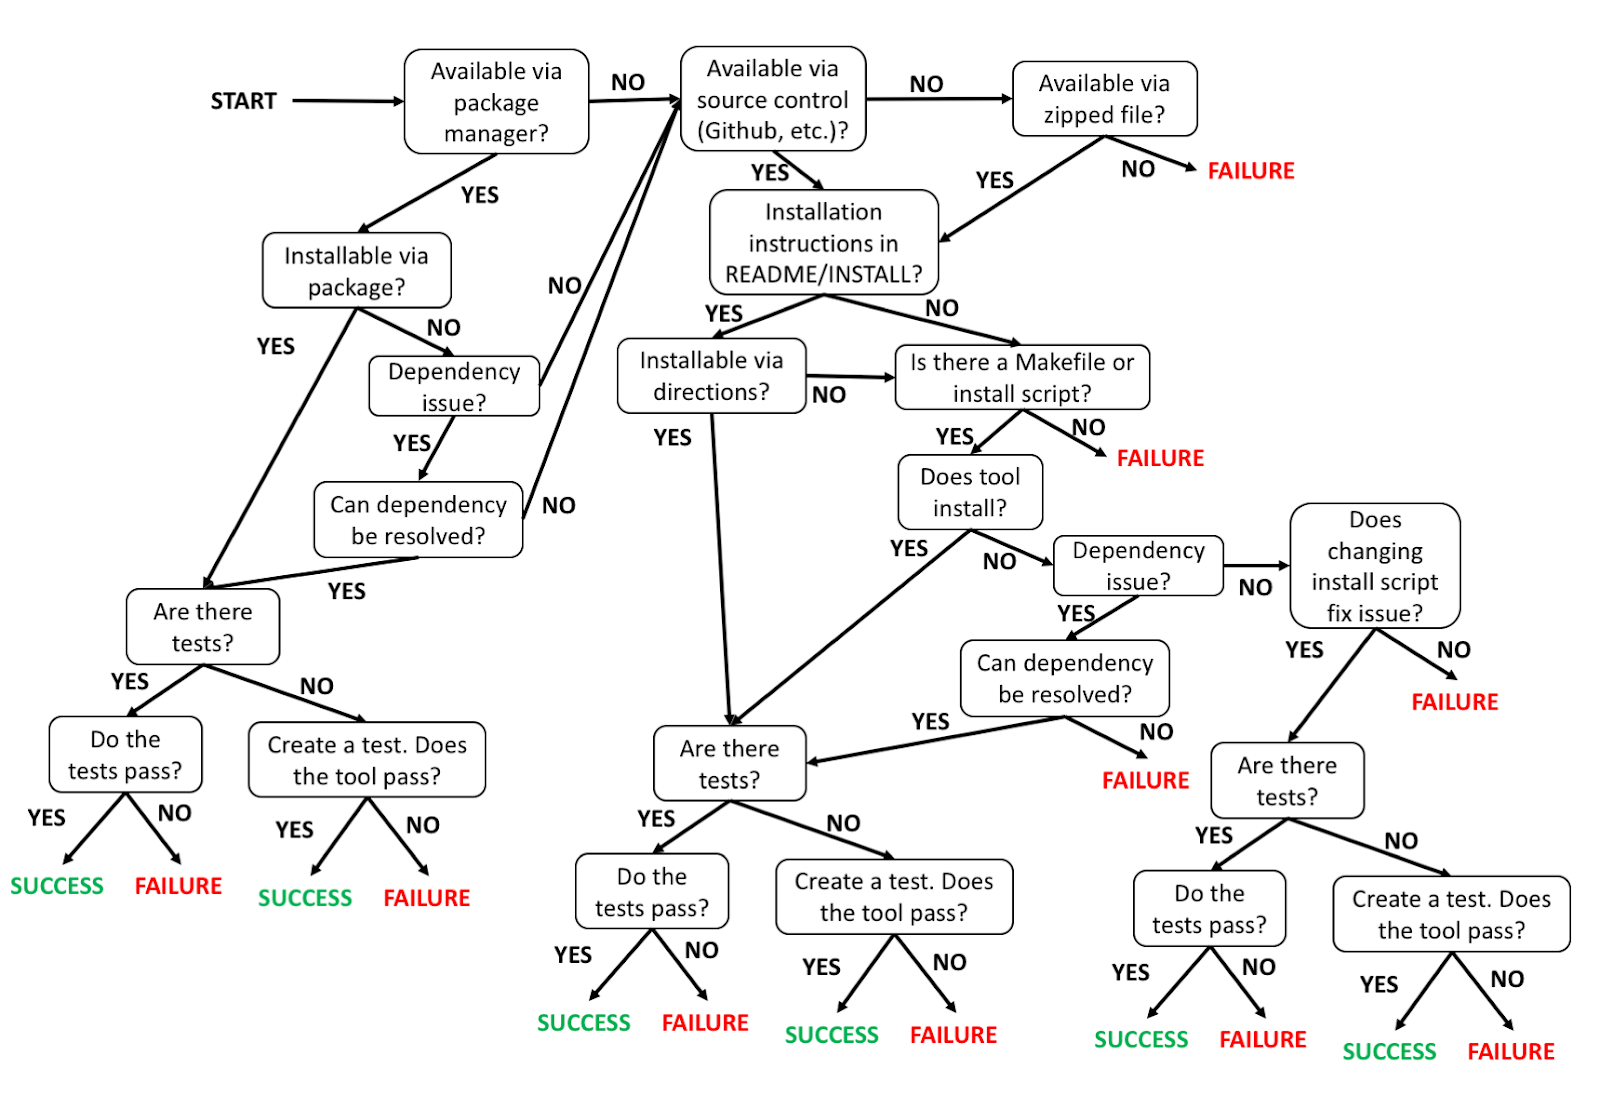 START
Available via
package
manager?
NO
Available via
source control
(Github, etc.)?
NO
Available via
zipped file?
YES
NO
FAILURE
YES
YES
Installable via
package?
Installation
instructions in
README/INSTALL?
YES
NO
NO
Dependency
issue?
YES
NO
Can dependency
be resolved?
NO
YES
Are there
tests?
YES
NO
Do the
tests pass?
Create a test. Does
the tool pass?
YES
NO
YES
NO
SUCCESS
FAILURE
SUCCESS
FAILURE
YES
NO
Installable via
directions?
NO
Is there a Makefile or
install script?
YES
YES
NO
FAILURE
Does tool
install?
YES
NO
Dependency
issue?
NO
Does
changing
install script
fix issue?
YES
Can dependency
be resolved?
YES
NO
FAILURE
YES
NO
FAILURE
Are there
tests?
YES
NO
Do the
tests pass?
Create a test. Does
the tool pass?
YES
NO
YES
NO
SUCCESS
FAILURE
SUCCESS
FAILURE
Are there
tests?
YES
NO
Do the
tests pass?
Create a test. Does
the tool pass?
YES
NO
YES
NO
SUCCESS
FAILURE
SUCCESS
FAILURE